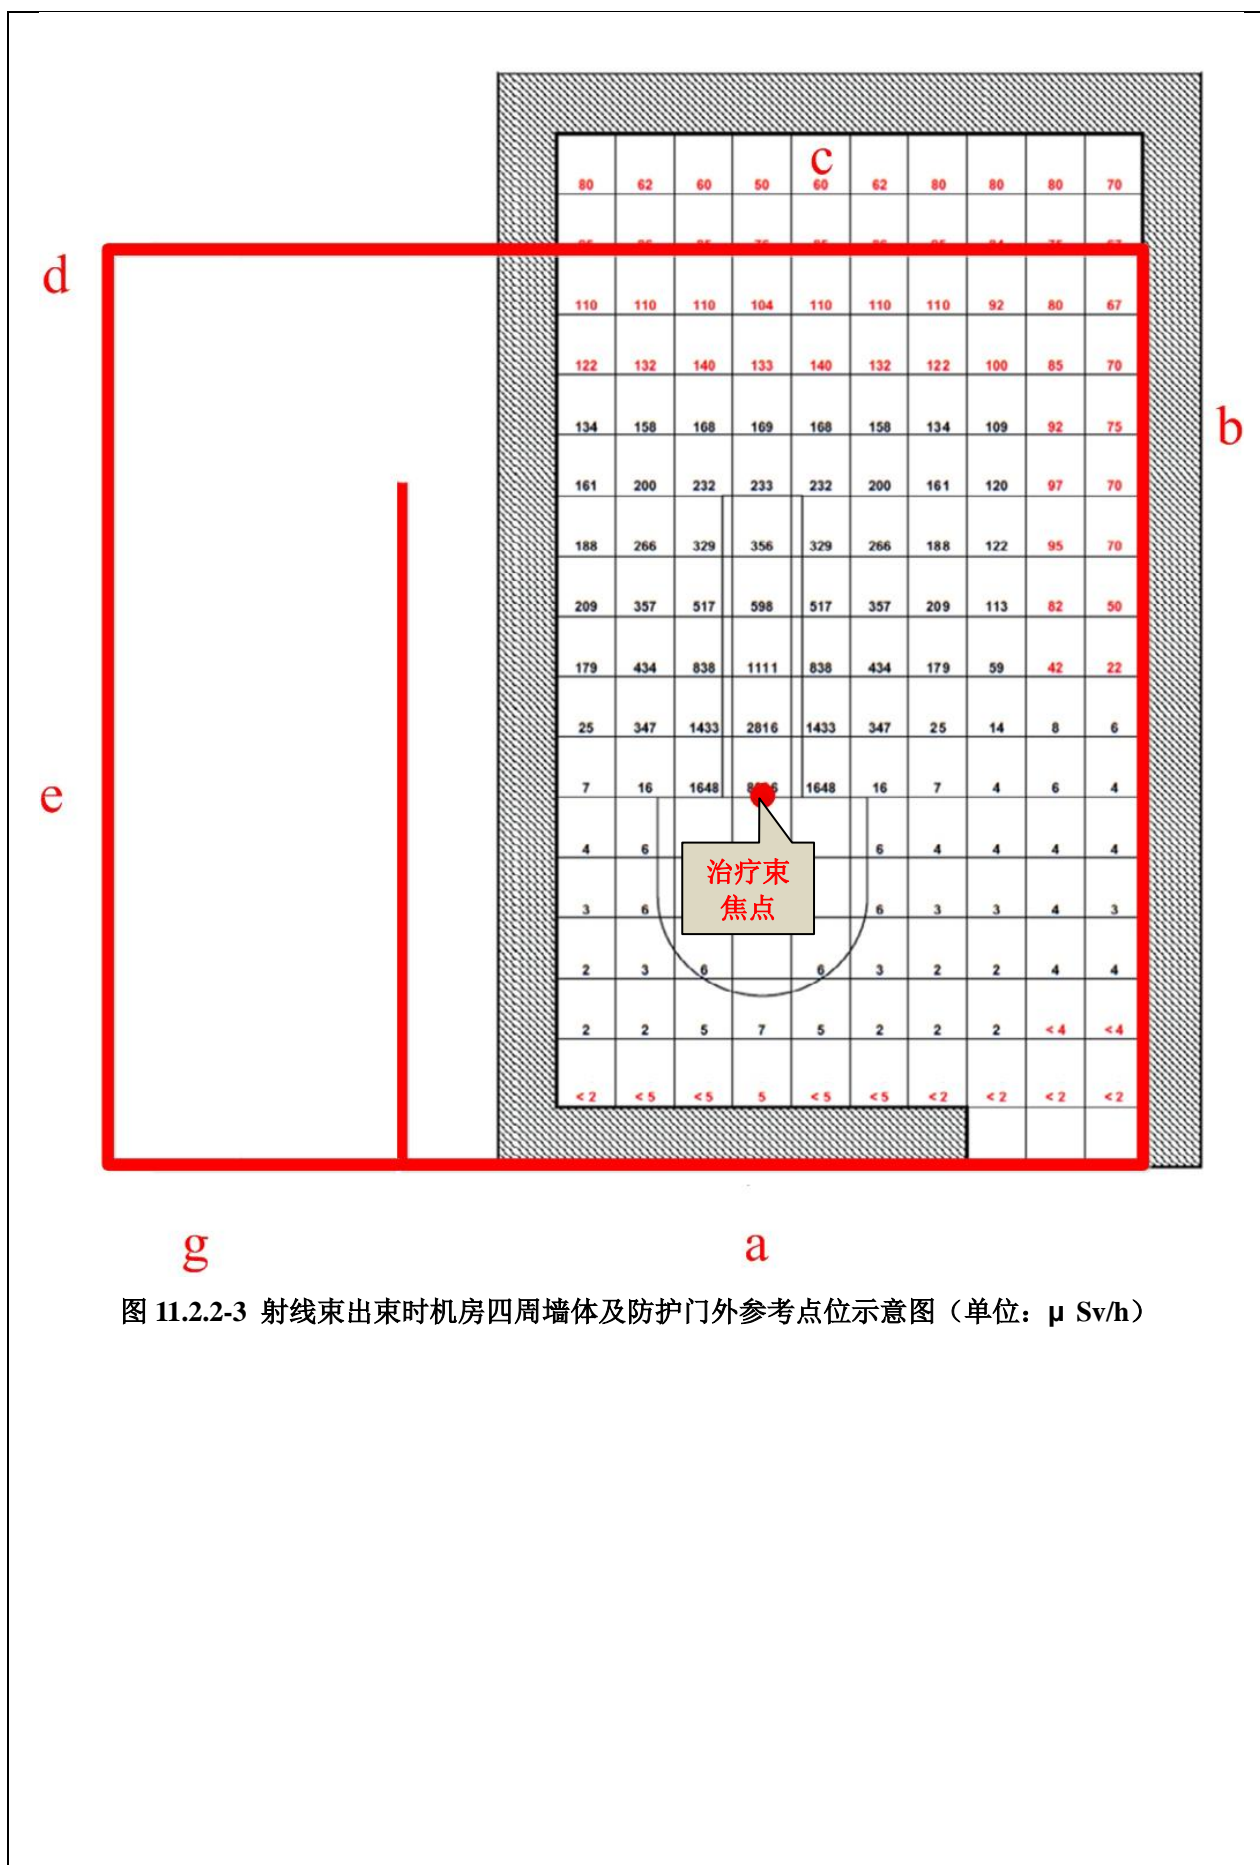 c
80 62 60 50 60 62 80 80 80 70
d
110 110 110 104 110 110 110 92 80 67
122 132 140 133 140 132 122 100 85 70
134 158 168 169 168 158 134 109 92 75
b
161 200 232 233 232 200 161 120 97 70
188 266 329 356 329 266 188 122 95 70
209 357 517 598 517 357 209 113 82 50
179 434 838 1111 838 434 179 59 42 22
25 347 1433 2816 1433 347 25 14 8 6
e
7 16 1648 1648 16 7 4 6 4
4 6 6 4 4 4 4
治疗束
焦点
3 6 6 3 3 4 3
2 3 6 6 3 2 2 4 4
2 2 5 7 5 2 2 2 < 4 < 4
< 2 < 5 < 5 5 < 5 < 5 < 2 < 2 < 2 < 2
g a
图 11.2.2-3 射线束出束时机房四周墙体及防护门外参考点位示意图（单位：μ Sv/h）